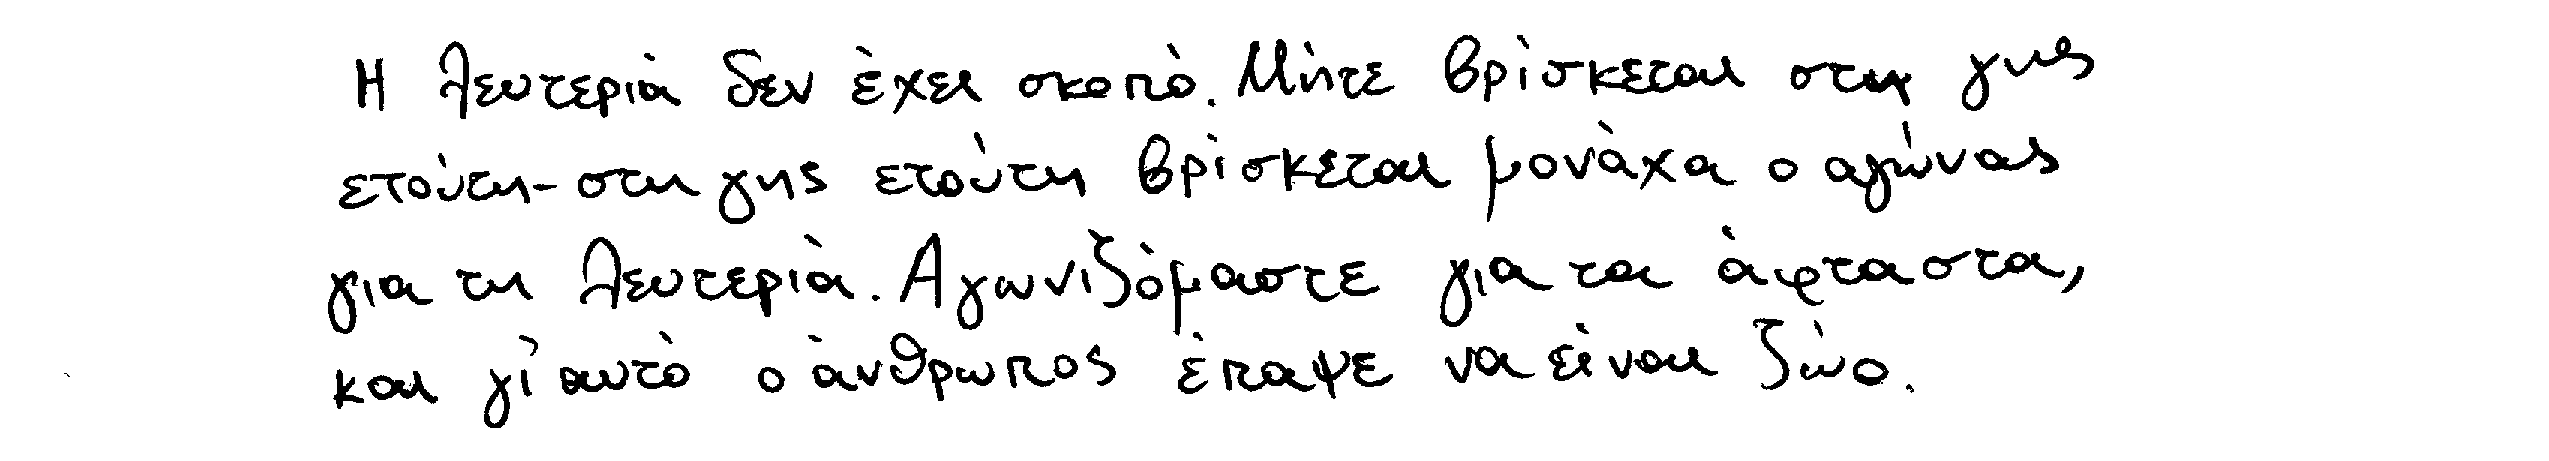 Η λευτεριά δεν έχει σκοπό. Μήτε βρίσκεται στη γης
ετούτη-στη γης ετούτη βρίσκεται μονάχα ο αγώνας
για τη λευτεριά. Αγωνιζόμαστε για τα άφταστα,
και γι' αυτό ο άνθρωπος έπαψε να είναι ζώο.